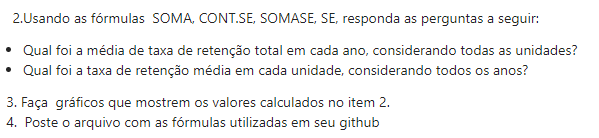 2.Usando as fórmulas  SOMA, CONT.SE, SOMASE, SE, responda as perguntas a seguir:
• Qual foi a média de taxa de retenção total em cada ano, considerando todas as unidades?
• Qual foi a taxa de retenção média em cada unidade, considerando todos os anos?
3. Faça  gráficos que mostrem os valores calculados no item 2.
4.  Poste o arquivo com as fórmulas utilizadas em seu github